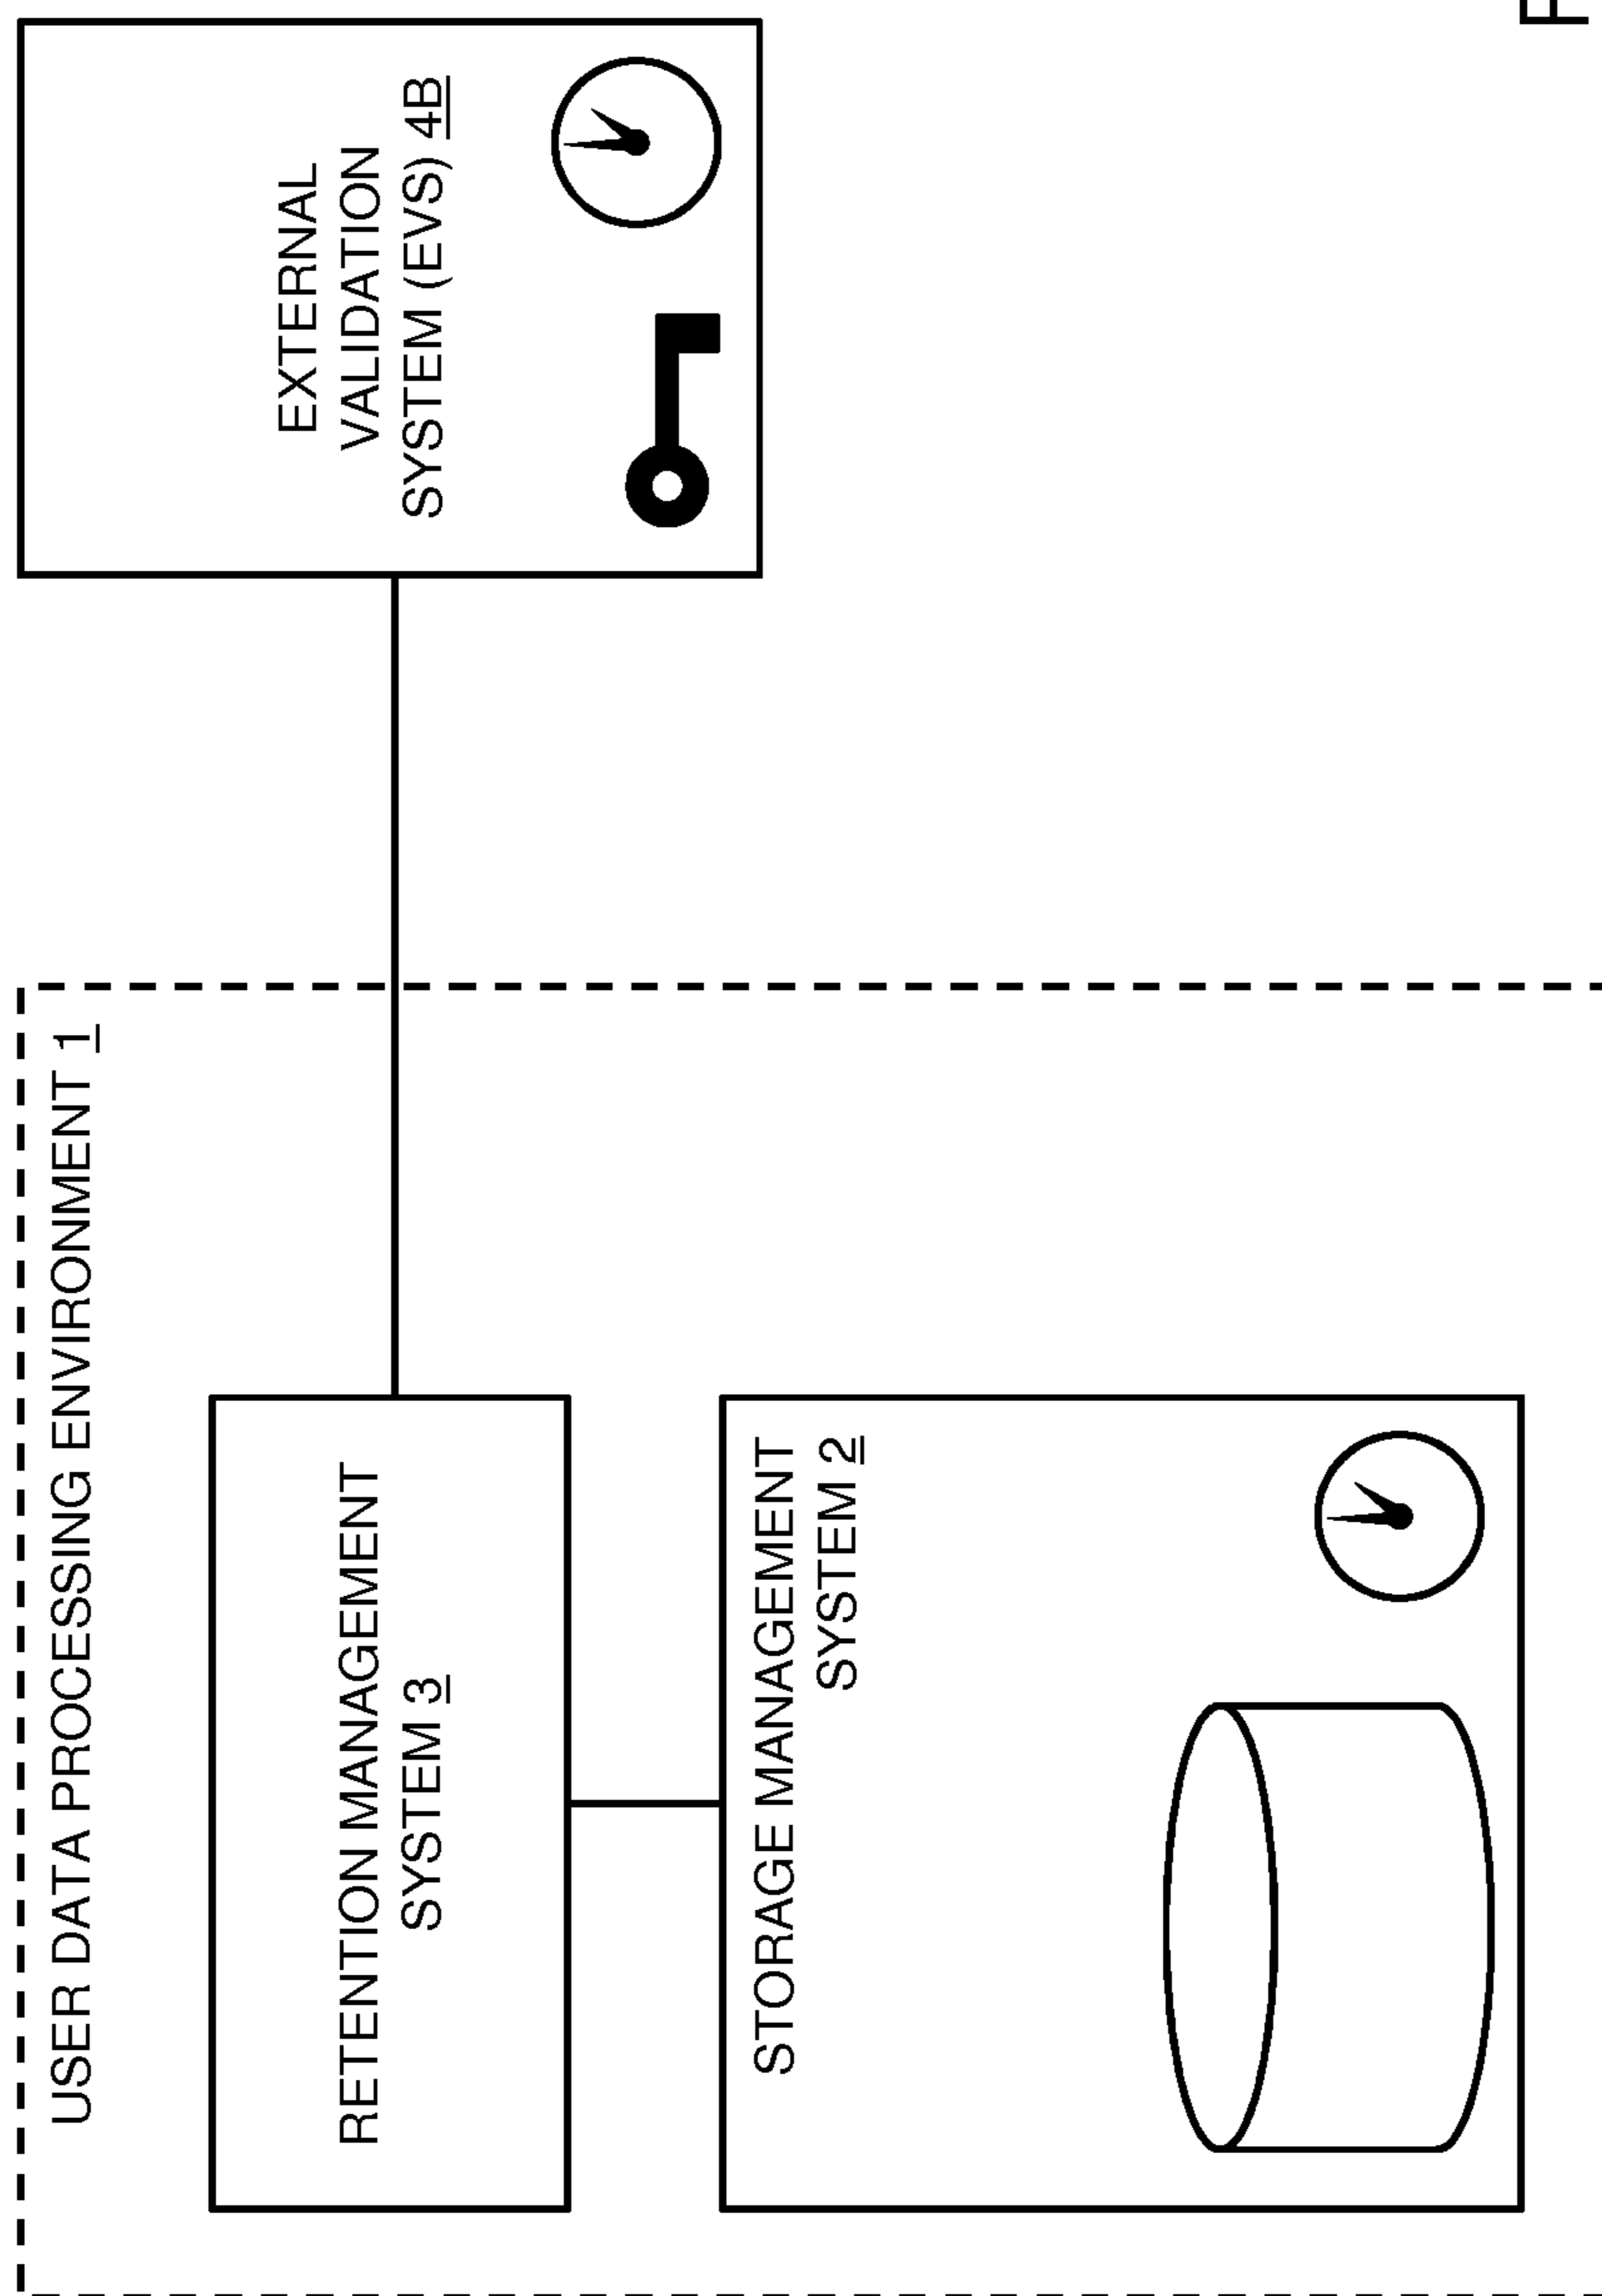 USER DATA PROCESSING ENVIRONMENT 1
RETENTION MANAGEMENT
SYSTEM 3
STORAGE MANAGEMENT
SYSTEM 2
EXTERNAL
VALIDATION
SYSTEM (EVS) 4B
F